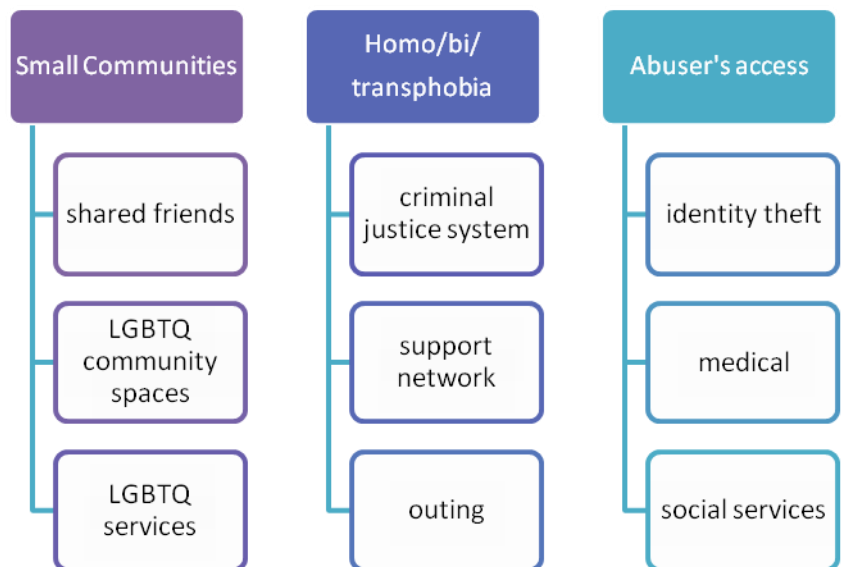 Small Communities
shared friends
LGBTQ
community
spaces
LGBTQ
services
Homo/bi/
transphobia
criminal
justice system
support
network
outing
Abuser's access
identity theft
medical
social services